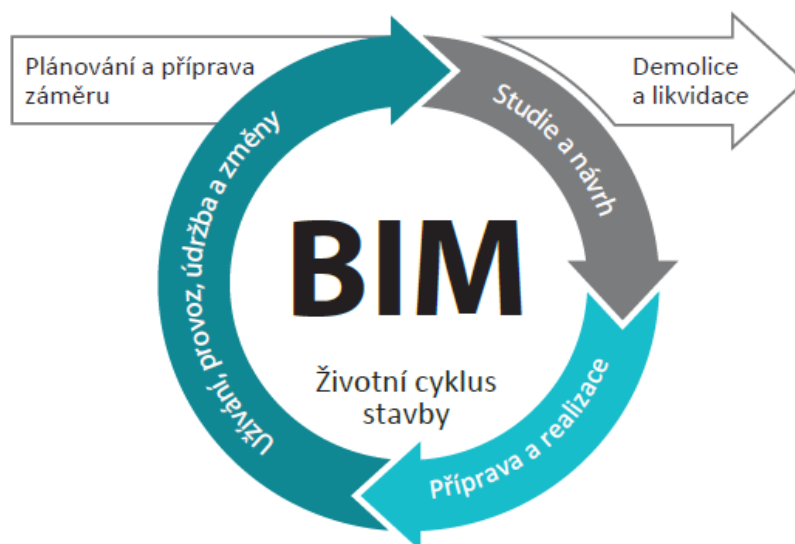 Plánování a příprava
záměru
Demolice
a likvidace
Studie a návrh
Užívání, provoz, údržba a změny
BIM
Životní cyklus
stavby
Příprava a realizace